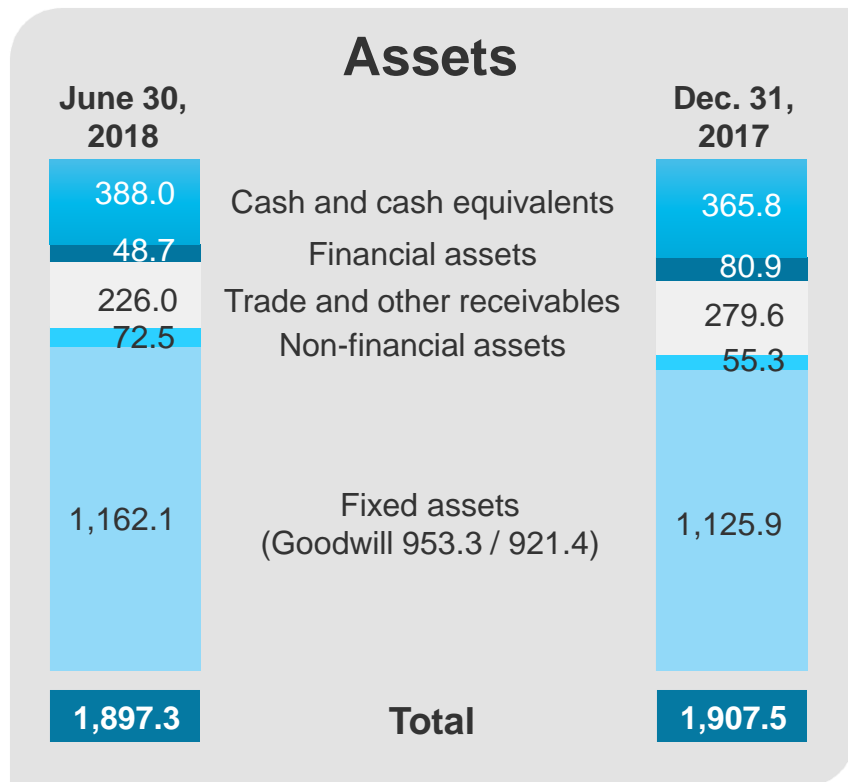 Assets
June 30,
2018
Dec. 31,
2017
388.0
Cash and cash equivalents
365.8
48.7
Financial assets
80.9
226.0
Trade and other receivables
279.6
72.5
Non-financial assets
55.3
1,162.1
Fixed assets
(Goodwill 953.3 / 921.4)
1,125.9
1,897.3
Total
1,907.5